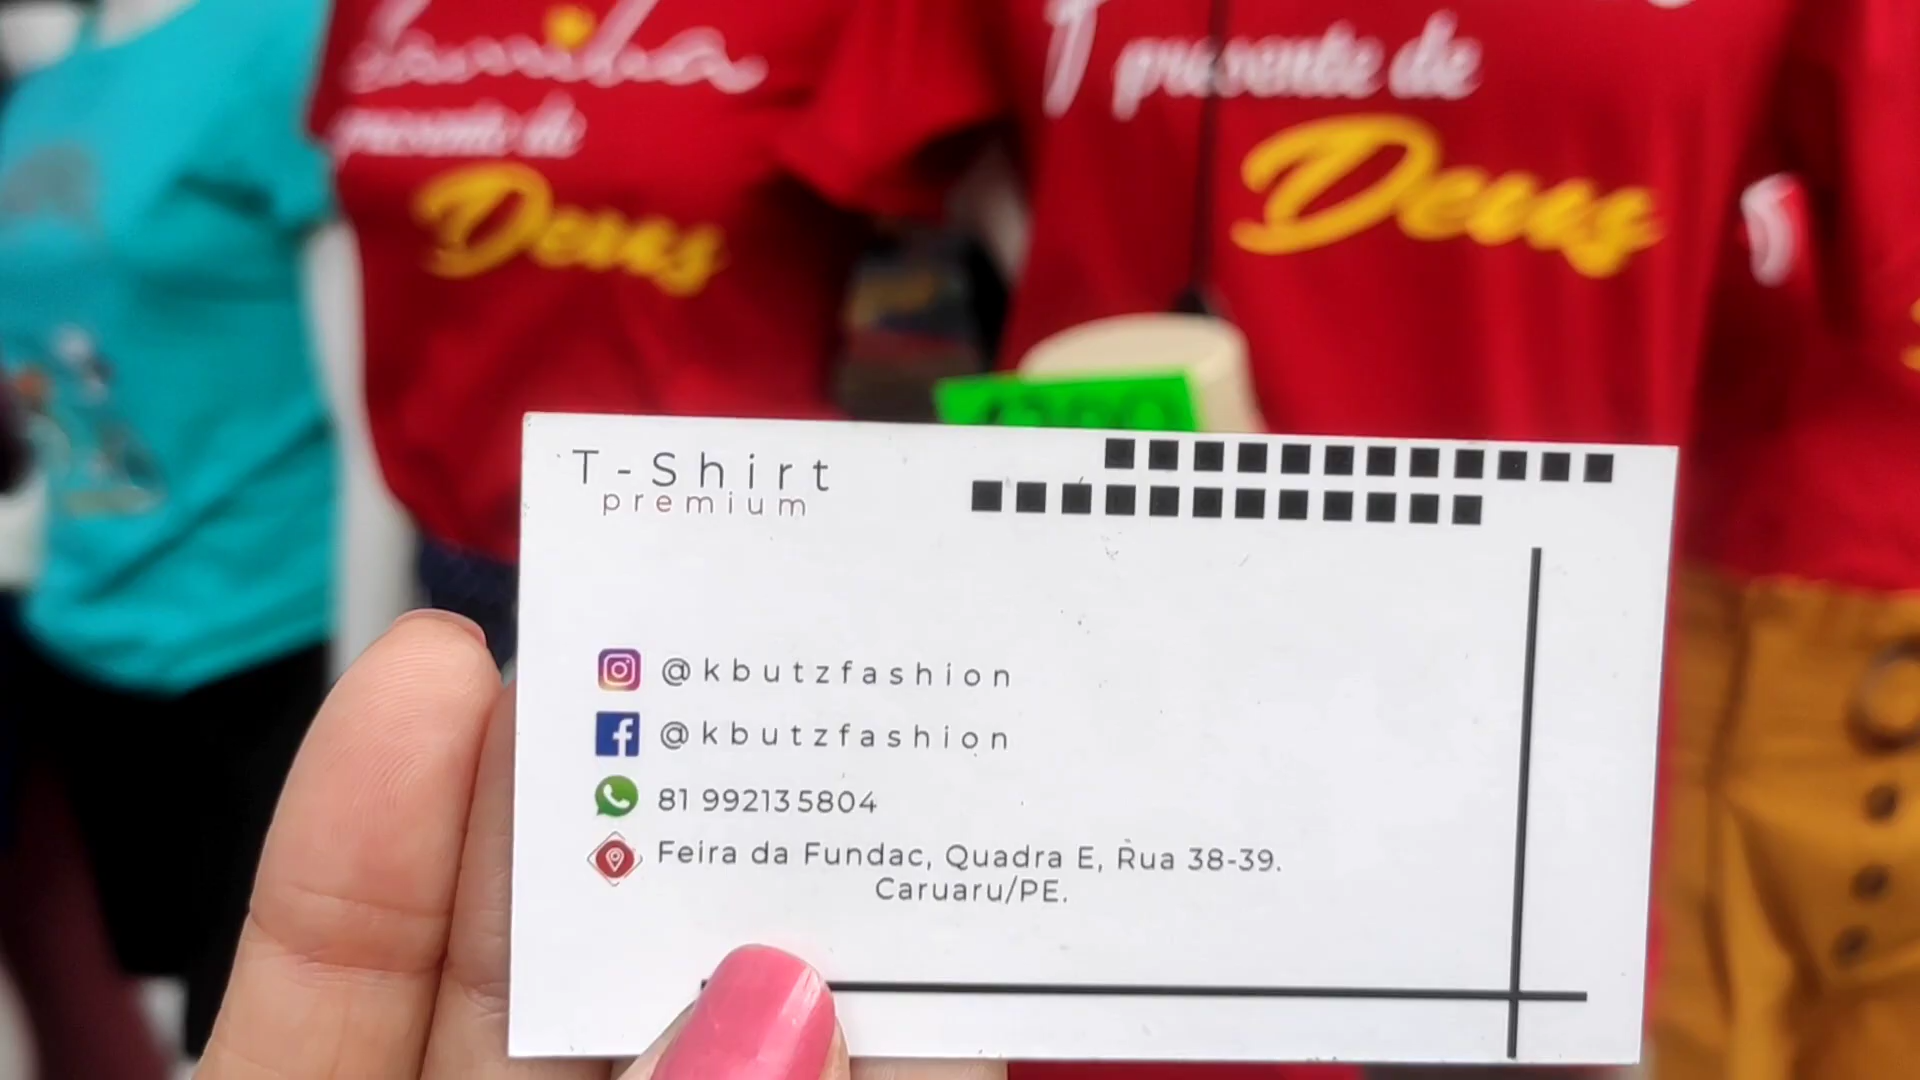 família
presente de
Deus
presente de
Deus
T-Shirt
premium
@kbutzfashion
@kbutzfashion
81 992135804
Feira da Fundac, Quadra E, Rua 38-39.
Caruaru/PE.